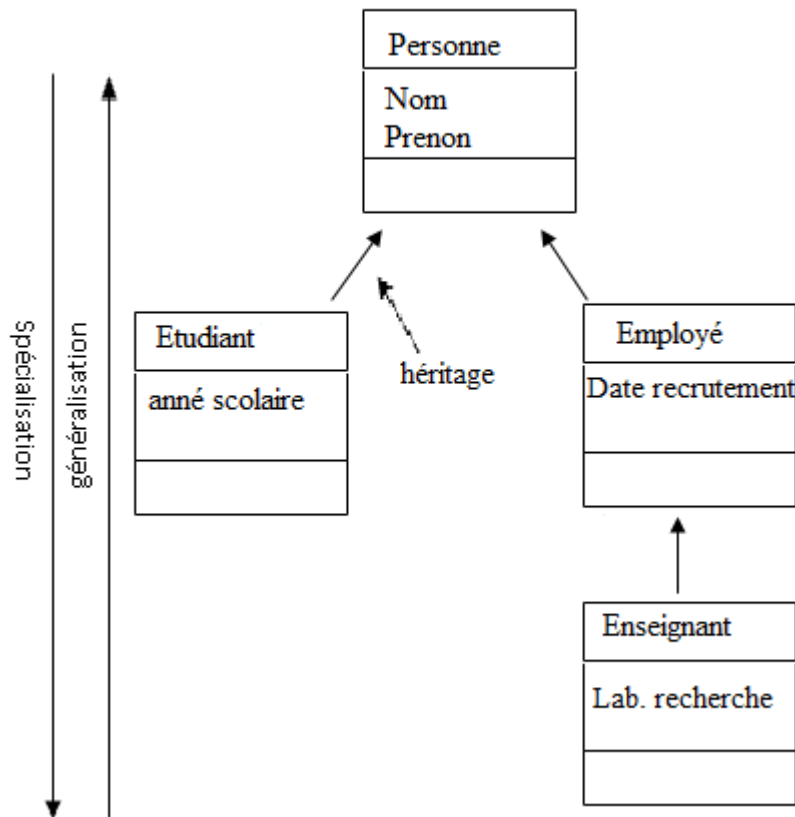 Personne
Nom
Prenon
Spécialisation
généralisation
Etudiant
anné scolaire
héritage
Employé
Date recrutement
Enseignant
Lab. recherche